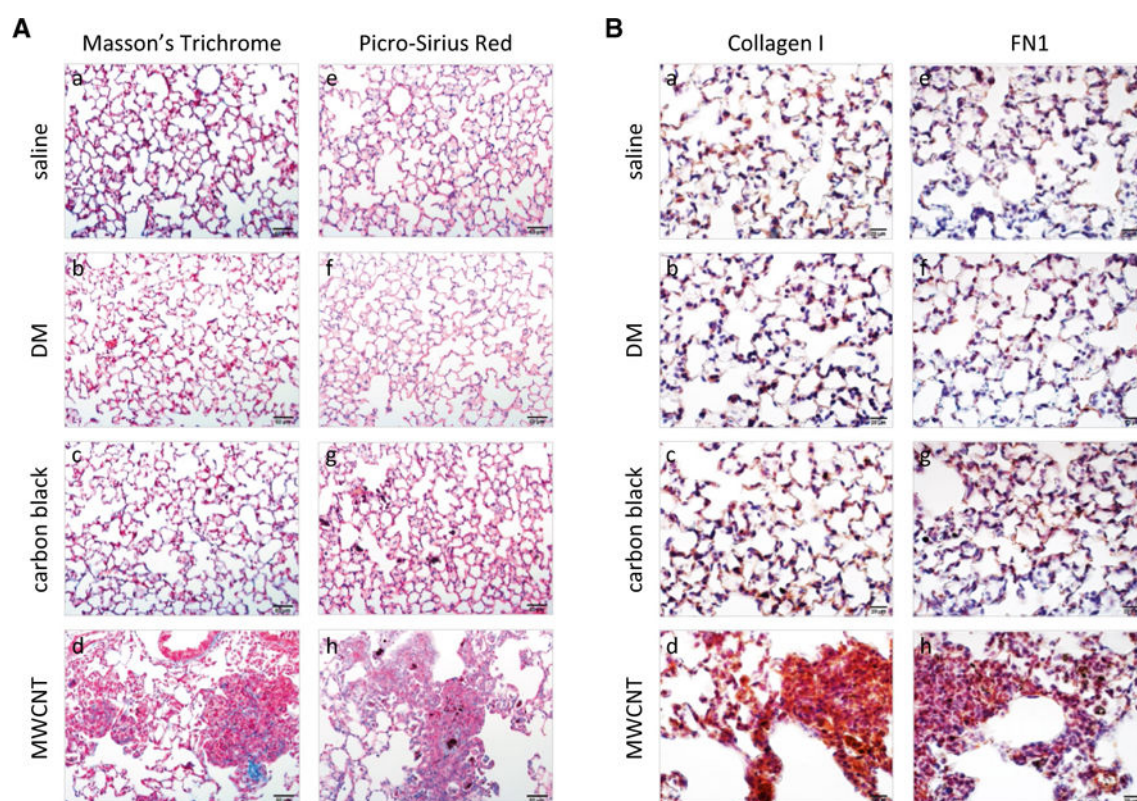 A
B
Masson's Trichrome
Picro-Sirius Red
Collagen I
FN1
saline
a
e
a
e
DM
b
f
b
f
carbon black
c
g
c
g
MWCNT
d
h
d
h